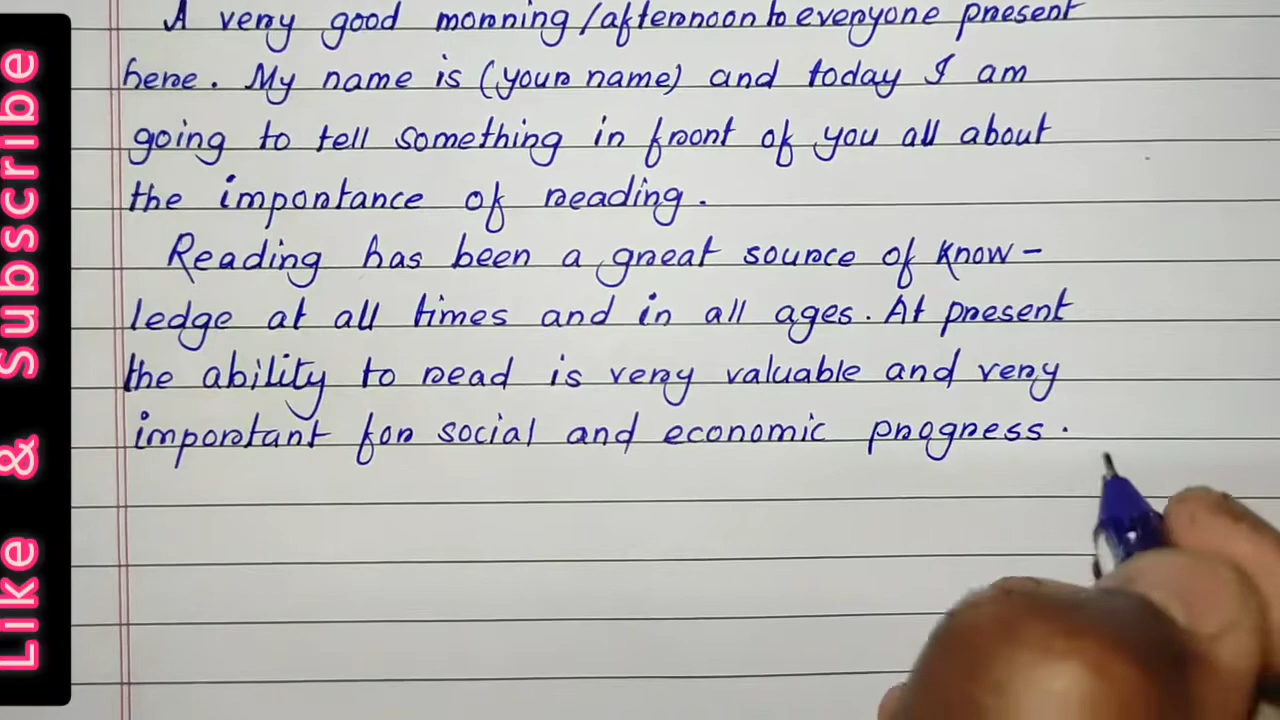 A very good morning/afternoon to everyone present
here. My name is (your name) and today I am
going to tell something in front of you all about
the importance of reading.
Reading has been a great source of know-
ledge at all times and in all ages. At present
the ability to read is very valuable and very
important for social and economic progress.
Like & Subscribe